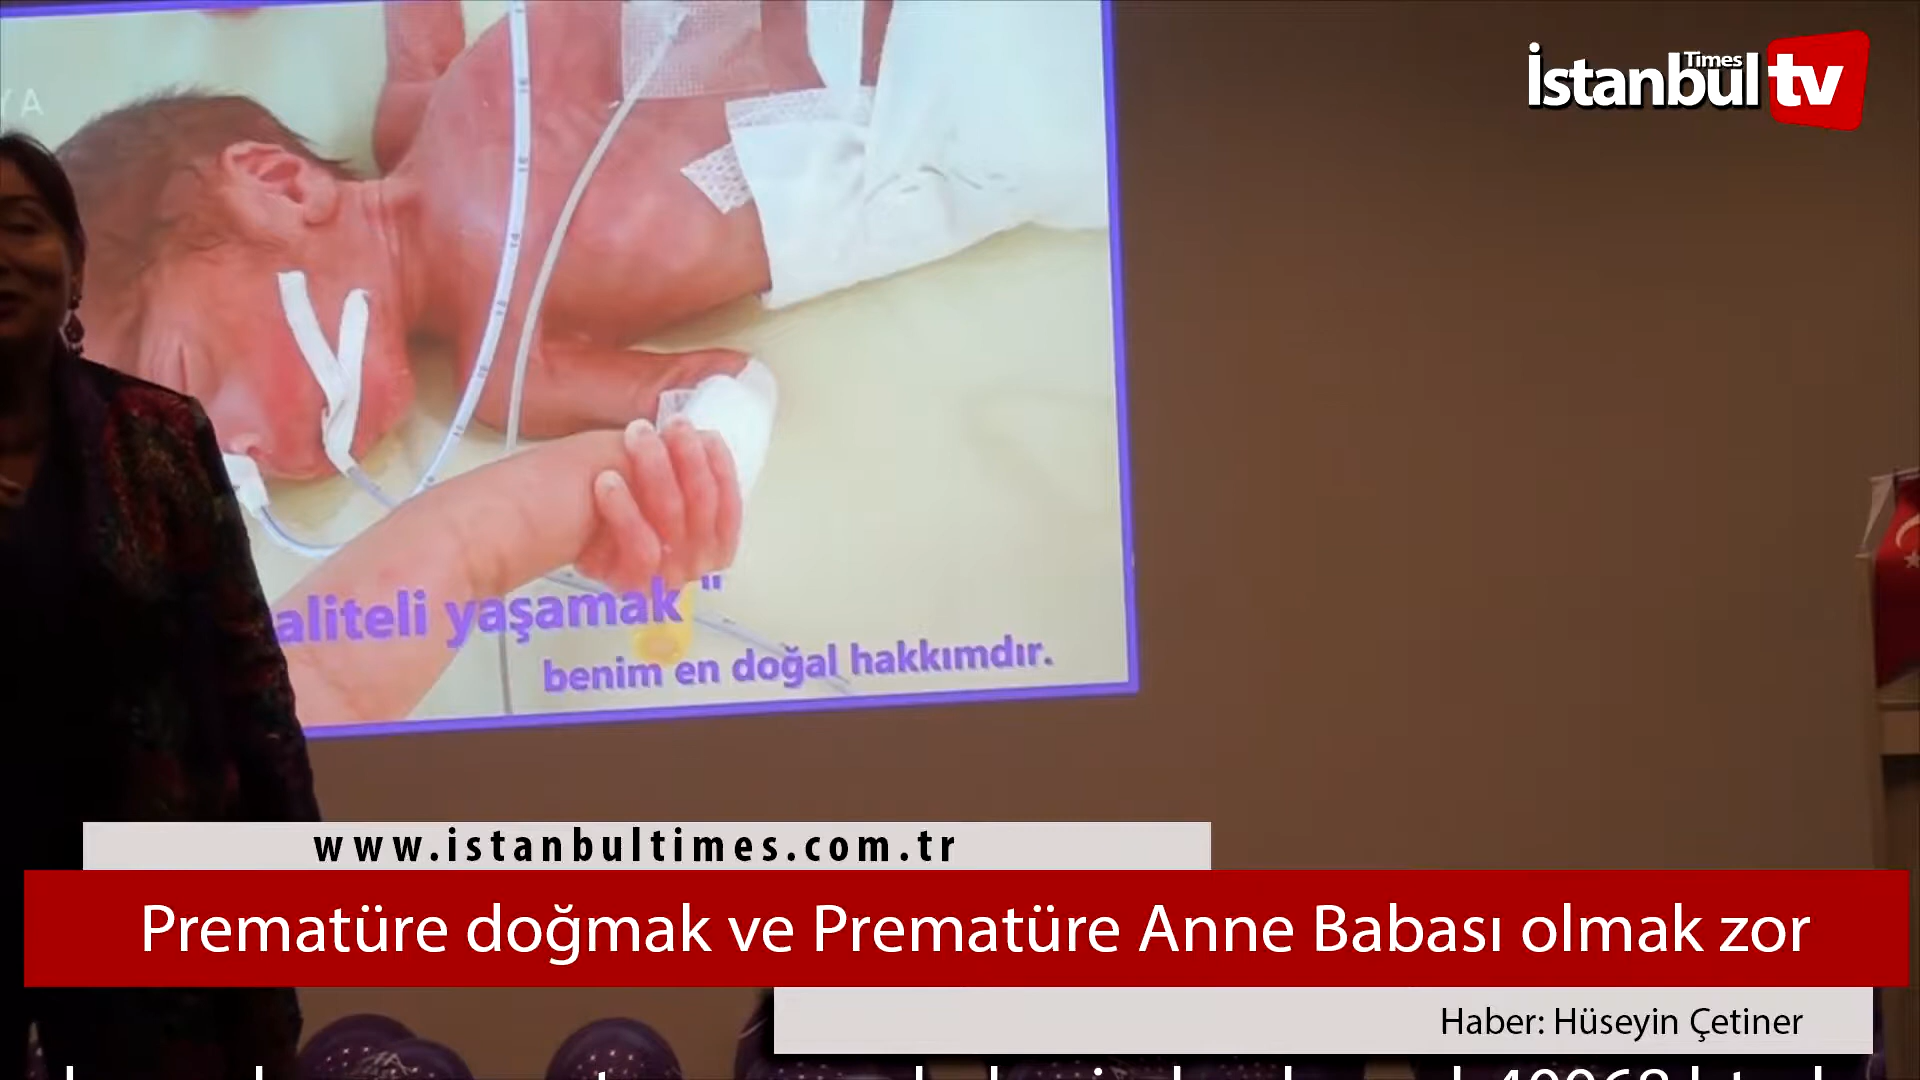 YA
Times
İstanbul tv
aliteli yaşamak "
benim en doğal hakkımdır.
www.istanbultimes.com.tr
Prematüre doğmak ve Prematüre Anne Babası olmak zor
Haber: Hüseyin Çetiner